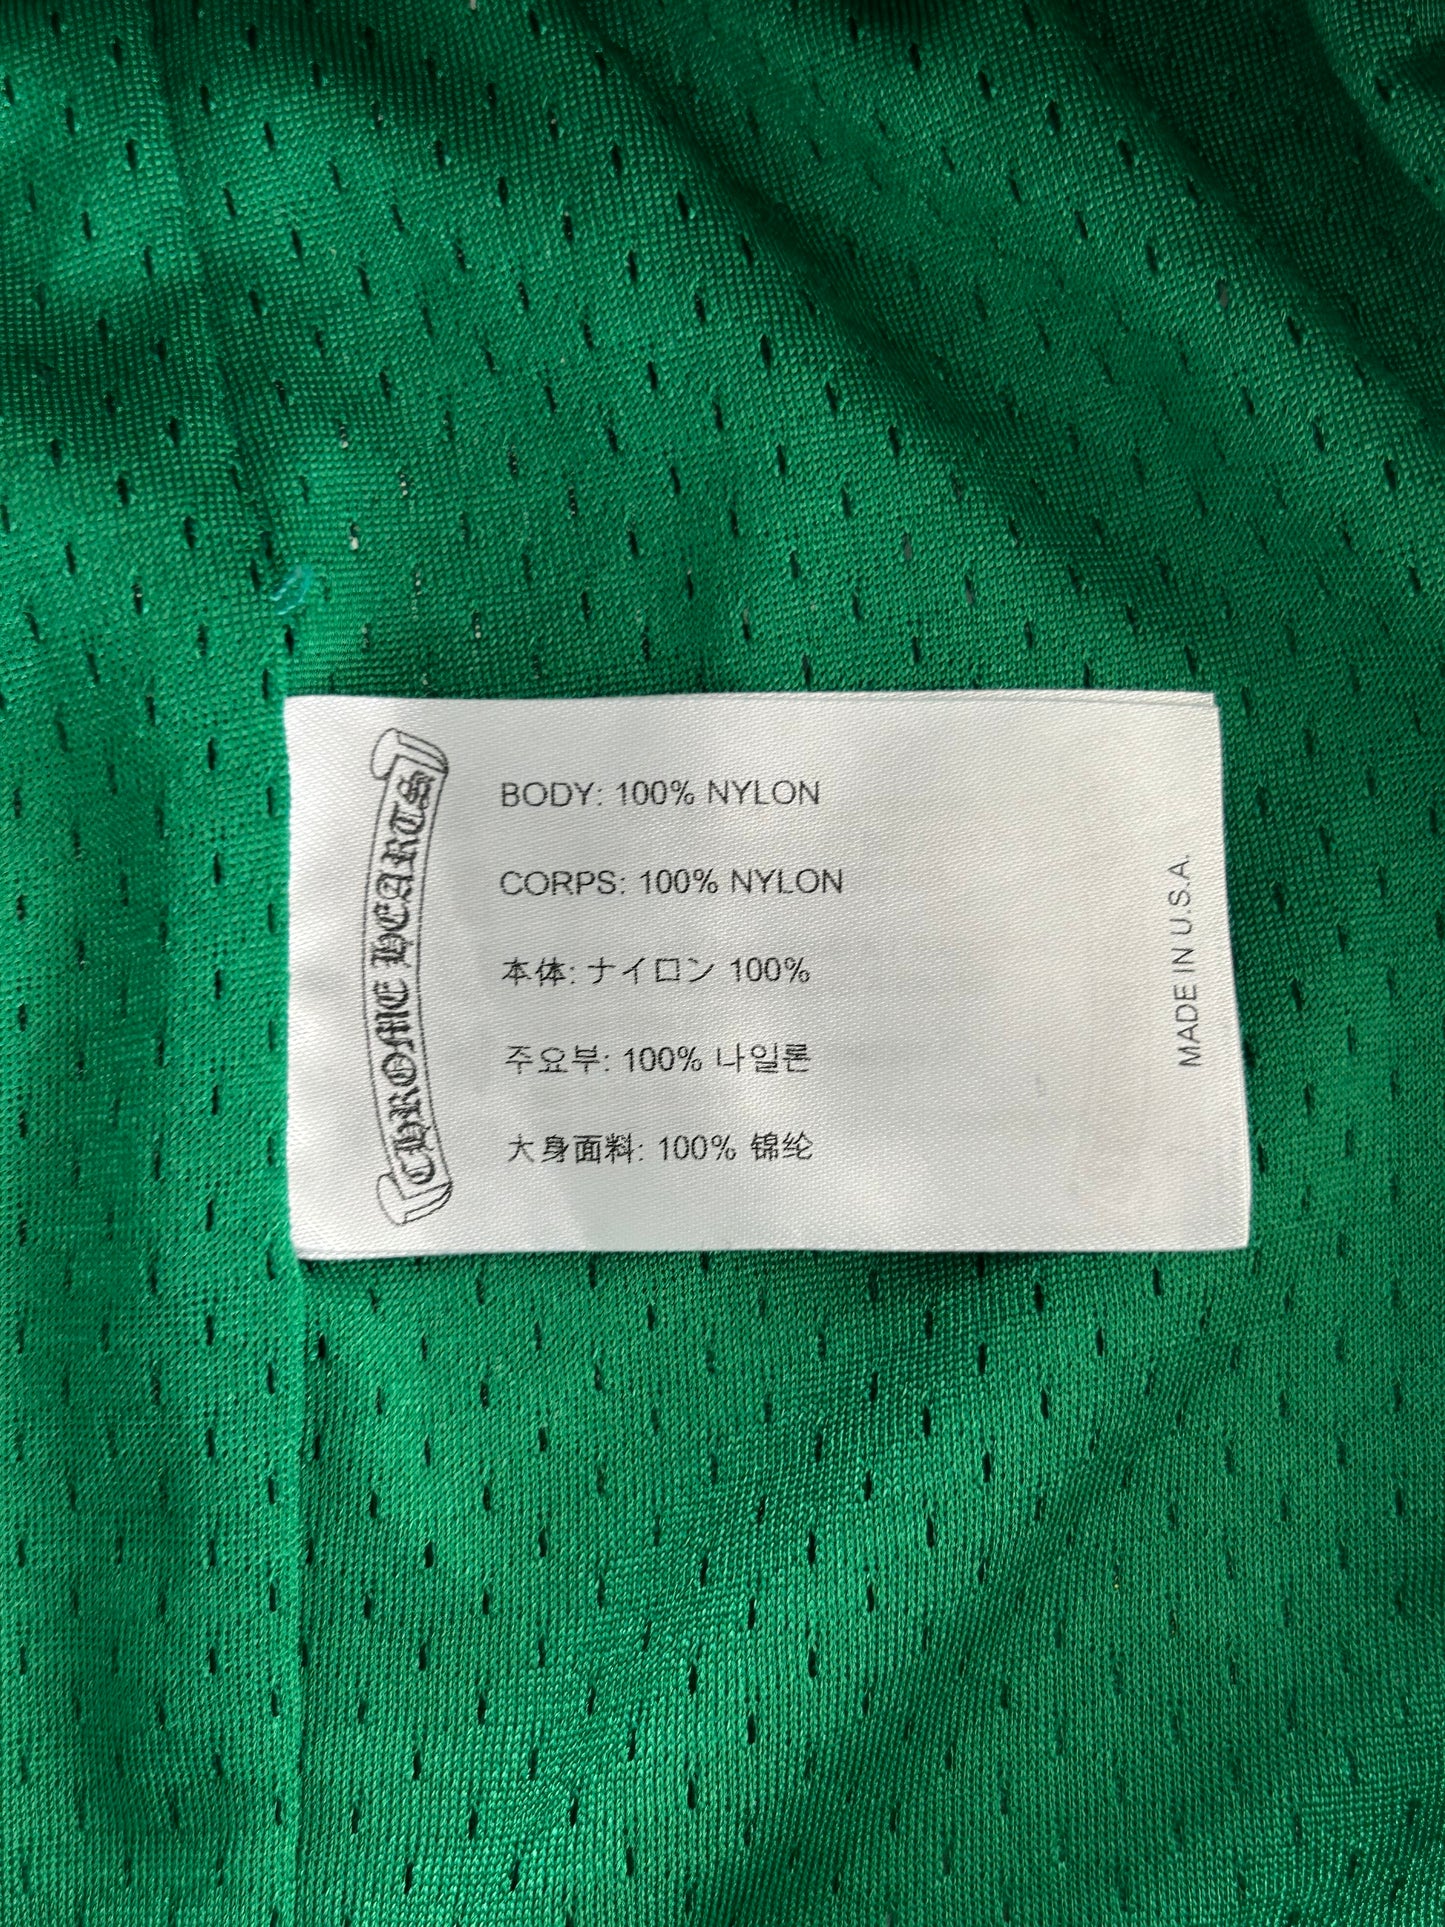 CHROME HEARTS
BODY: 100% NYLON
CORPS: 100% NYLON
本体: ナイロン 100%
주요부: 100% 나일론
大身面料: 100% 锦纶
MADE IN U.S.A.